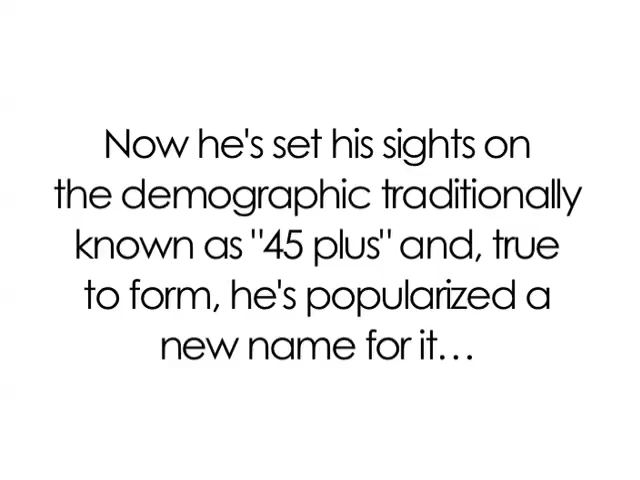 Now he's set his sights on
the demographic traditionally
known as "45 plus" and, true
to form, he's popularized a
new name for it…